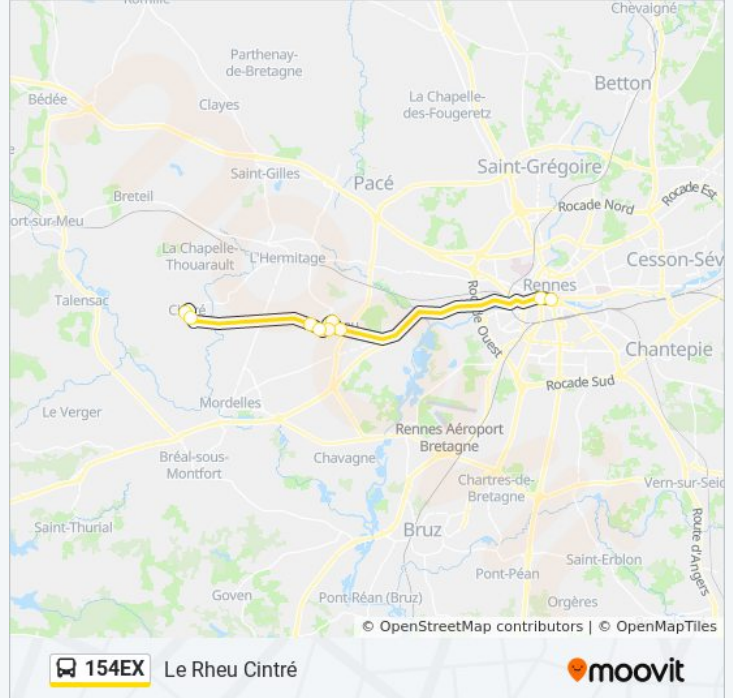 Chevaigné
Romillé
Parthenay-
de-Bretagne
Betton
Bédée
Clayes
La Chapelle-
des-Fougeretz
Saint-Grégoire
Saint-Gilles
Pacé
Breteil
Rocade Est
Rocade Nord
ort-sur-Meu
La Chapelle-
Thouarault
L'Hermitage
Cesson-Sév
Rennes
Talensac
Rocade Ouest
Chantepie
Rocade Sud
Le Verger
Mordelles
Rennes Aéroport
Bretagne
Bréal-sous-
Montfort
Chavagne
Chartres-de-
Bretagne
Vern-sur-Seic
Saint-Thurial
Bruz
Route d'Angers
Saint-Erblon
Pont-Péan
Goven
Pont-Réan (Bruz)
Orgères
© OpenStreetMap contributors | © OpenMapTiles
154EX Le Rheu Cintré
moovit